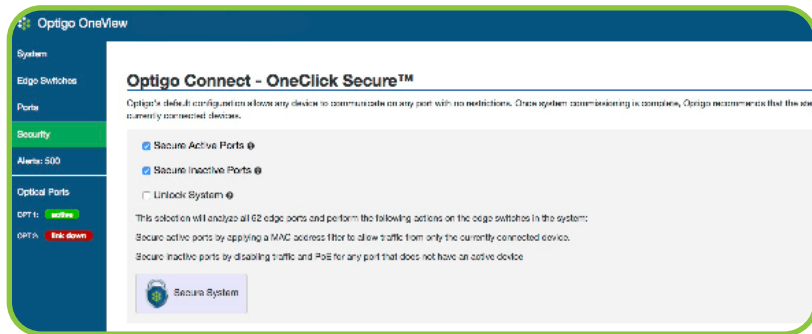 Optigo OneView
System
Edge Switches
Ports
Security
Alerts: 500
Optical Ports
OPT 1: active
OPT 2: link down
Optigo Connect - OneClick Secure™
Optigo's default configuration allows any device to communicate on any port with no restrictions. Once system commissioning is complete, Optigo recommends that the
currently connected devices.
Secure Active Ports
Secure Inactive Ports
Unlock System
This selection will analyze all 62 edge ports and perform the following actions on the edge switches in the system:
Secure active ports by applying a MAC address filter to allow traffic from only the currently connected device.
Secure inactive ports by disabling traffic and PoE for any port that does not have an active device
Secure System